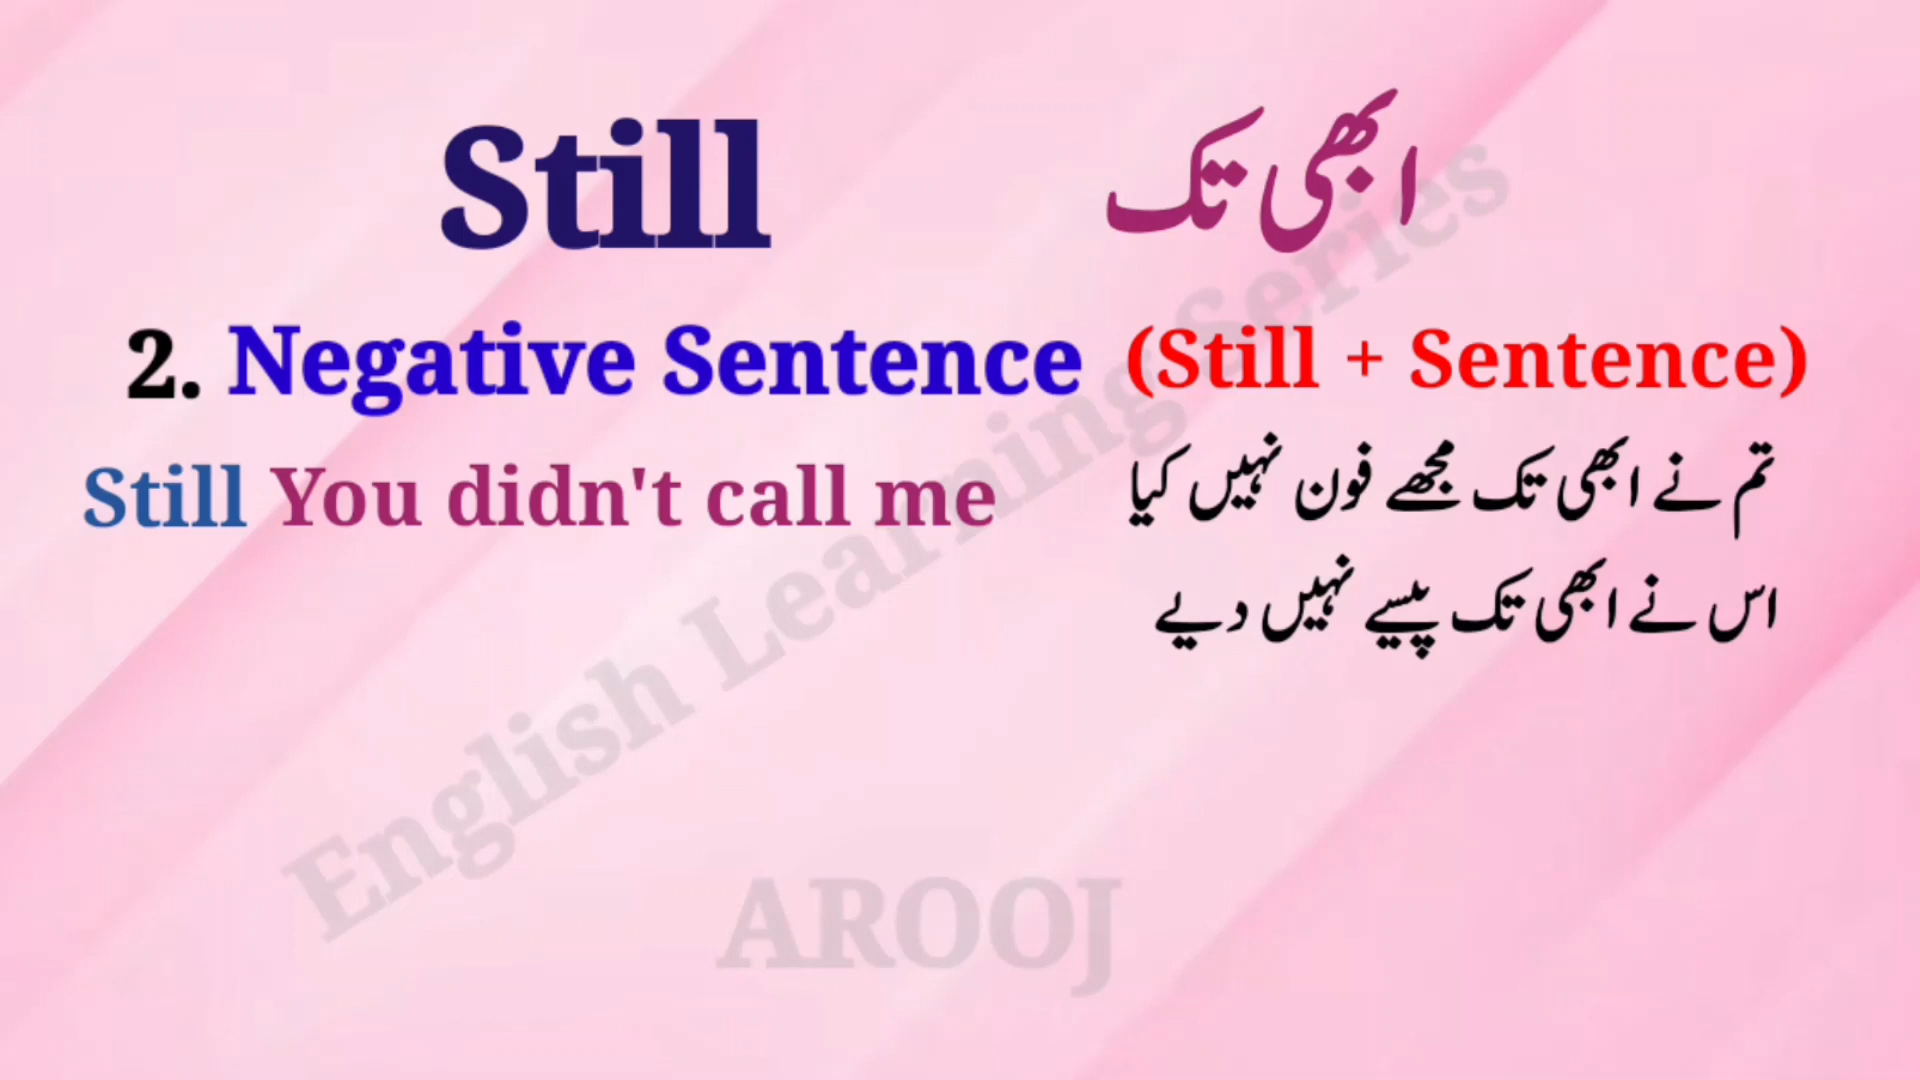 Still ابھی تک
2. Negative Sentence (Still + Sentence)
Still You didn't call me تم نے ابھی تک مجھے فون نہیں کیا
اس نے ابھی تک پیسے نہیں دیے
English Learning Series
AROOJ